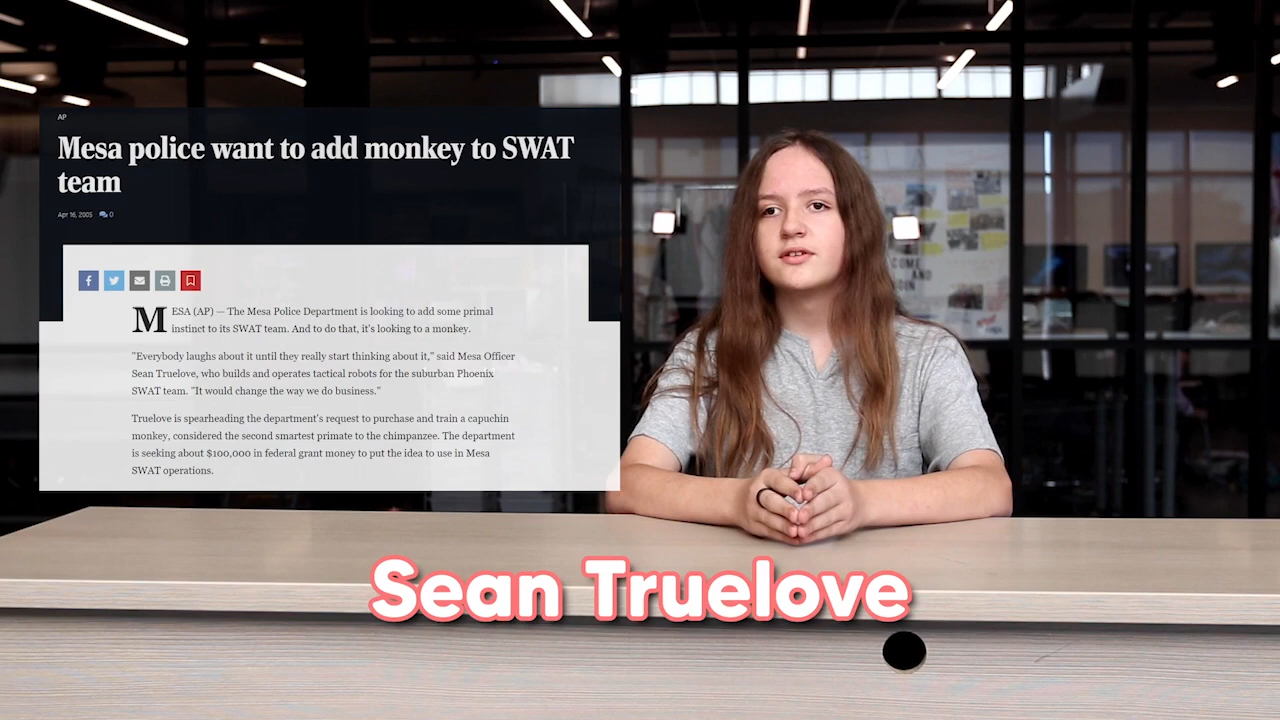 AP
Mesa police want to add monkey to SWAT
team
Apr 16, 2005 0
MESA (AP) — The Mesa Police Department is looking to add some primal
instinct to its SWAT team. And to do that, it's looking to a monkey.
"Everybody laughs about it until they really start thinking about it," said Mesa Officer
Sean Truelove, who builds and operates tactical robots for the suburban Phoenix
SWAT team. "It would change the way we do business."
Truelove is spearheading the department's request to purchase and train a capuchin
monkey, considered the second smartest primate to the chimpanzee. The department
is seeking about $100,000 in federal grant money to put the idea to use in Mesa
SWAT operations.
COME
AND
Sean Truelove